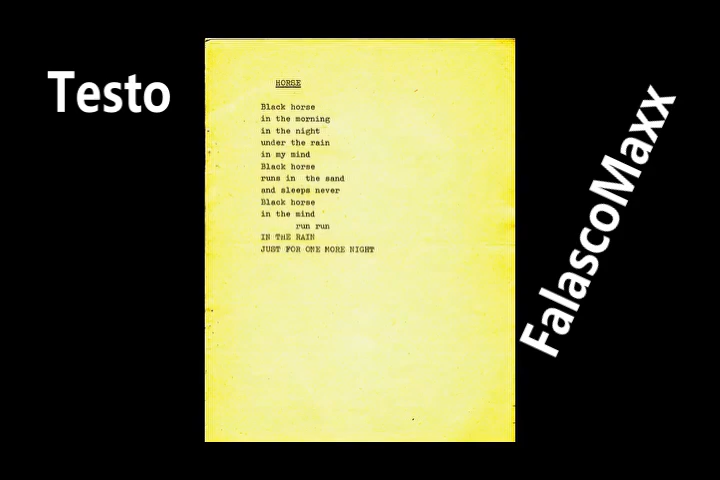 Testo
HORSE
Black horse
in the morning
in the night
under the rain
in my mind
Black horse
runs in the sand
and sleeps never
Black horse
in the mind
run run
IN THE RAIN
JUST FOR ONE MORE NIGHT
FalascoMaxx